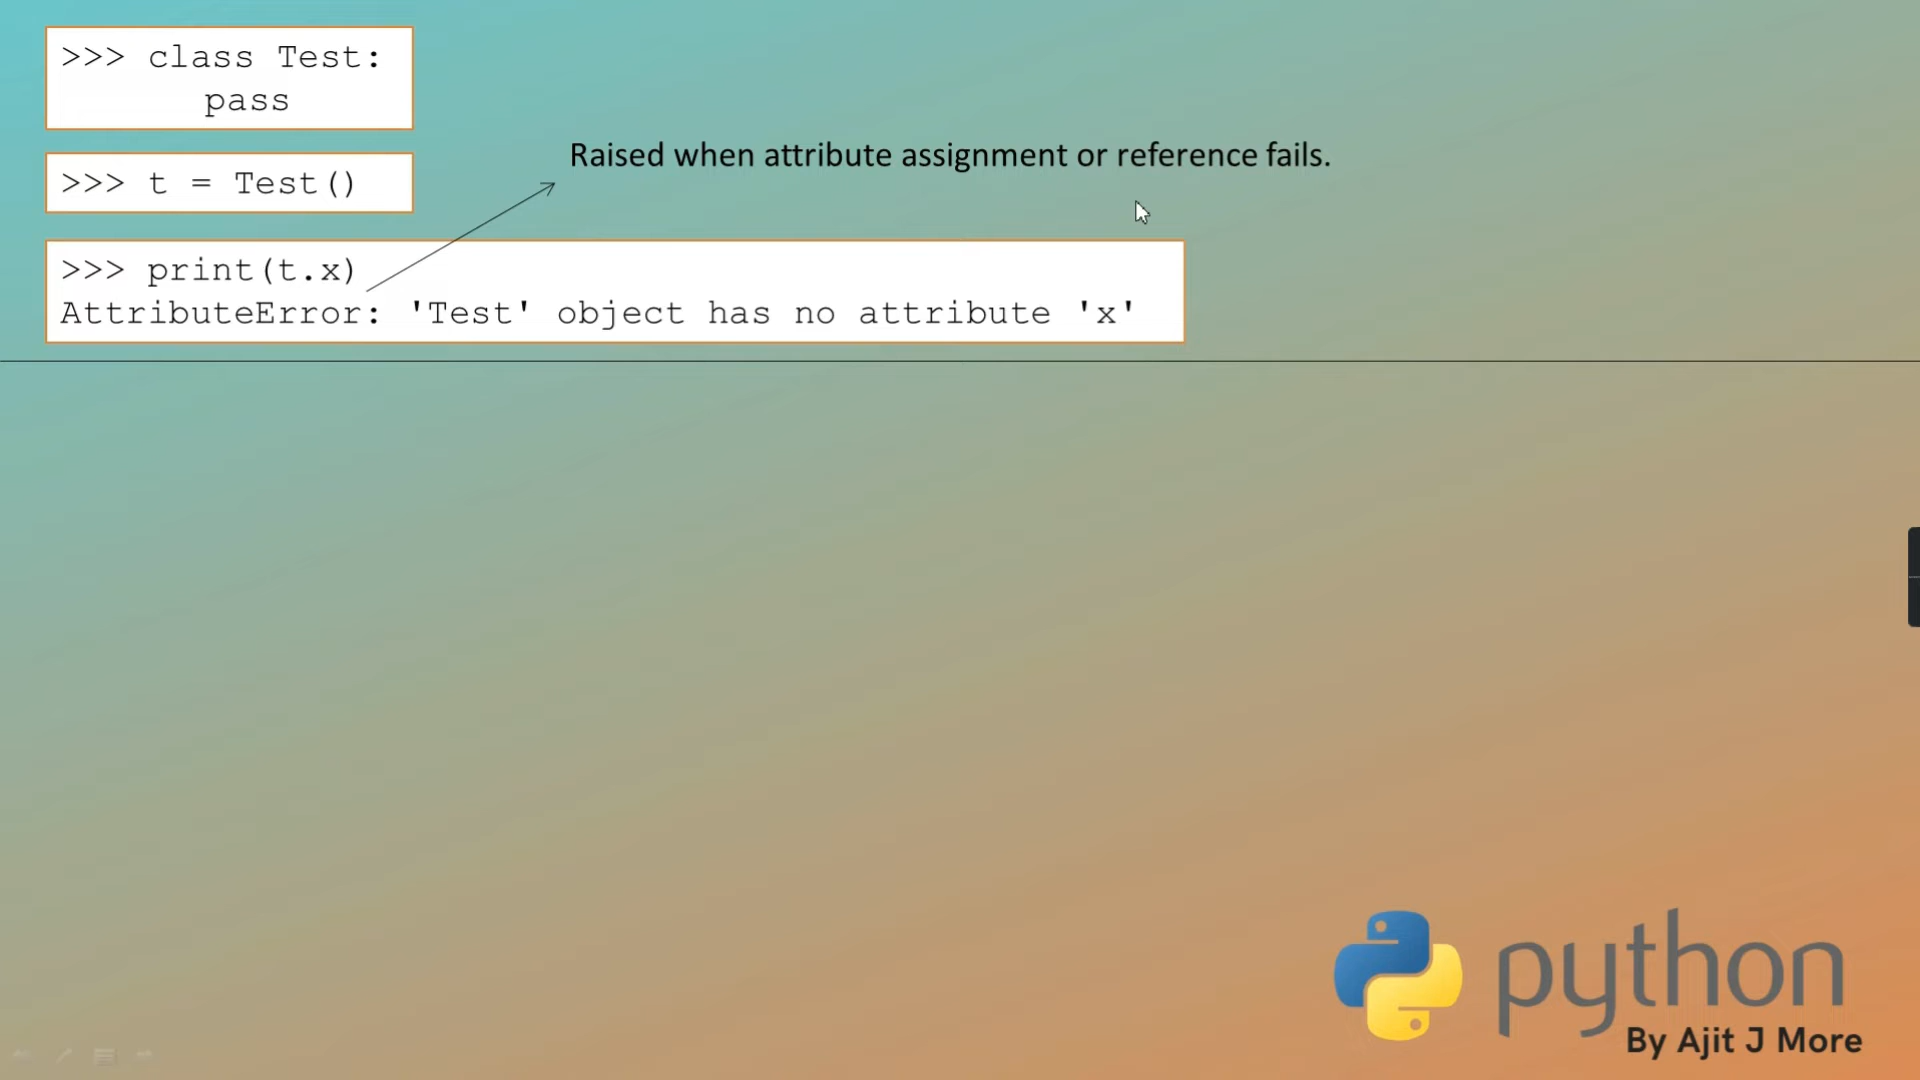 >>> class Test:
pass
>>> t = Test()
Raised when attribute assignment or reference fails.
>>> print(t.x)
AttributeError: 'Test' object has no attribute 'x'
python
By Ajit J More